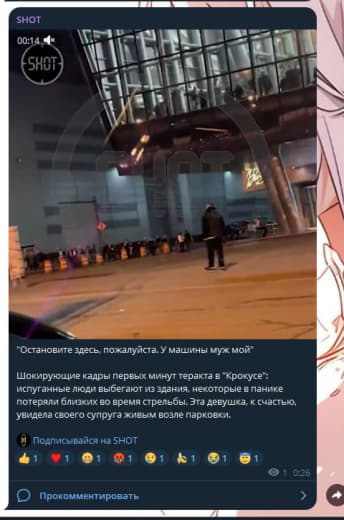 SHOT
00:14
SHOT
SHOT
"Остановите здесь, пожалуйста. У машины муж мой"
Шокирующие кадры первых минут теракта в "Крокусе":
испуганные люди выбегают из здания, некоторые в панике
потеряли близких во время стрельбы. Эта девушка, к счастью,
увидела своего супруга живым возле парковки.
Подписывайся на SHOT
1 1 1 1 1 1 1 1
1 0:26
Прокомментировать